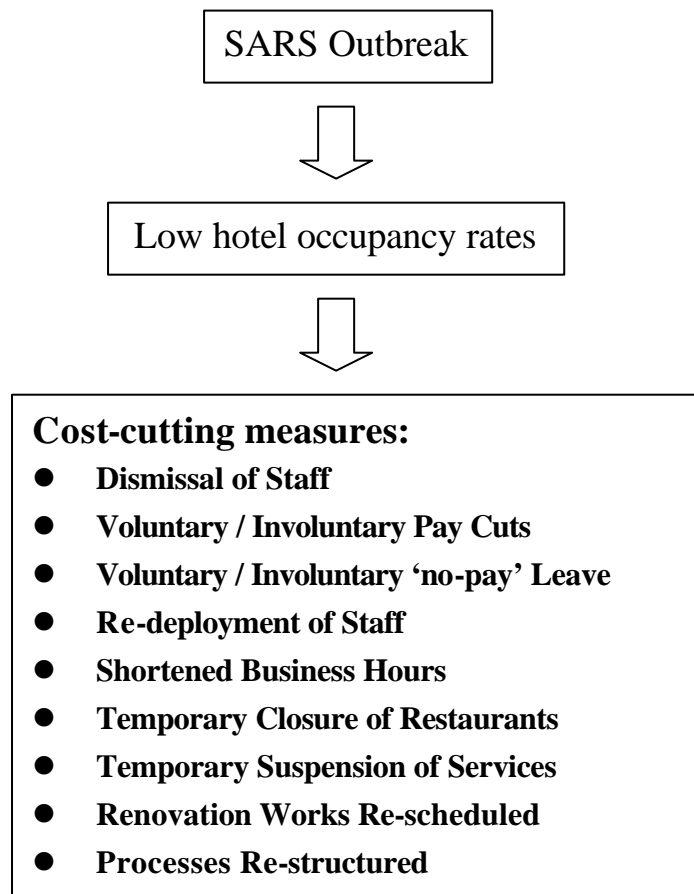 SARS Outbreak
Low hotel occupancy rates
Cost-cutting measures:
● Dismissal of Staff
● Voluntary / Involuntary Pay Cuts
● Voluntary / Involuntary ‘no-pay’ Leave
● Re-deployment of Staff
● Shortened Business Hours
● Temporary Closure of Restaurants
● Temporary Suspension of Services
● Renovation Works Re-scheduled
● Processes Re-structured